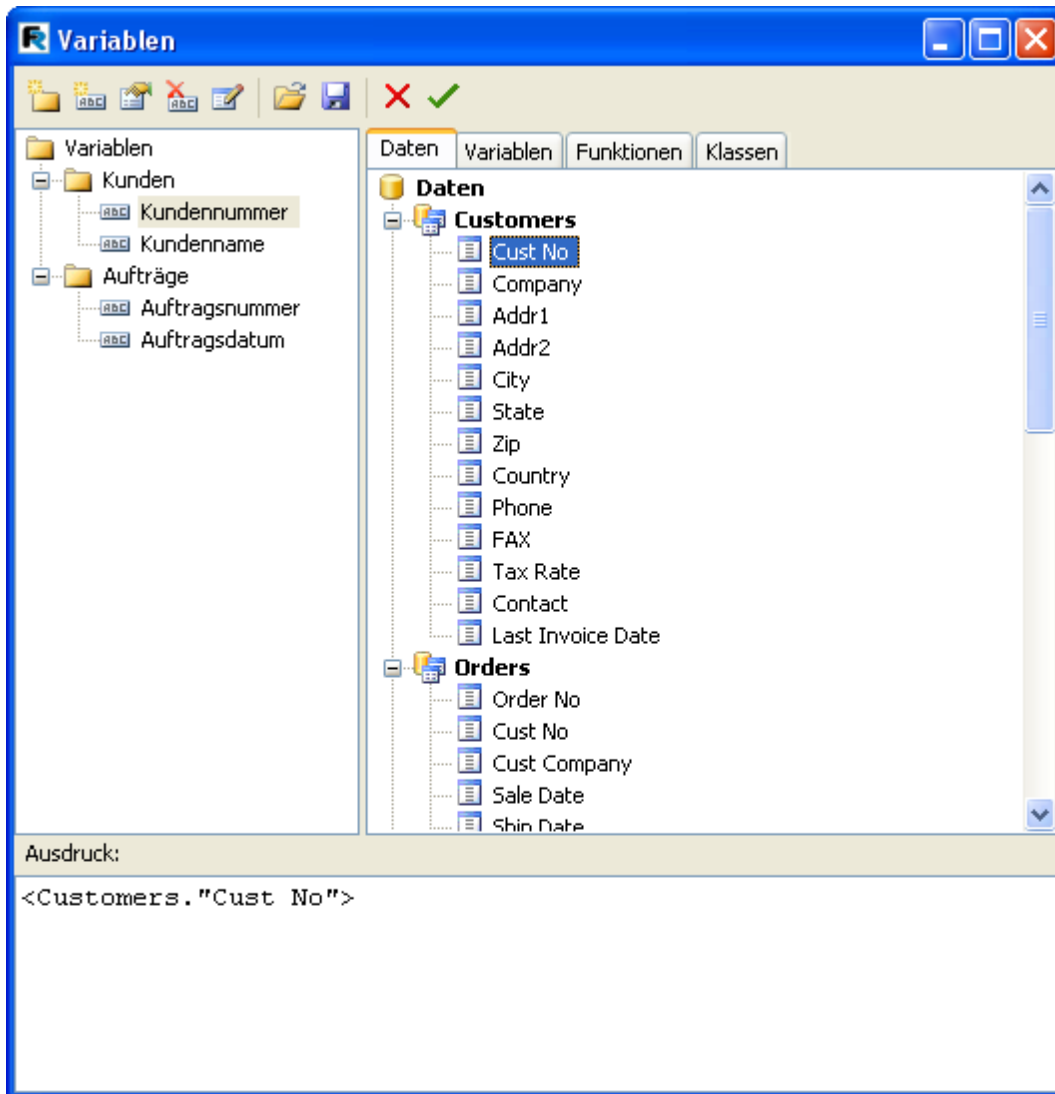 Variablen
Variablen
Kunden
Kundennummer
Kundenname
Aufträge
Auftragsnummer
Auftragsdatum
Daten Variablen Funktionen Klassen
Daten
Customers
Cust No
Company
Addr1
Addr2
City
State
Zip
Country
Phone
FAX
Tax Rate
Contact
Last Invoice Date
Orders
Order No
Cust No
Cust Company
Sale Date
Ship Date
Ausdruck:
<Customers."Cust No">